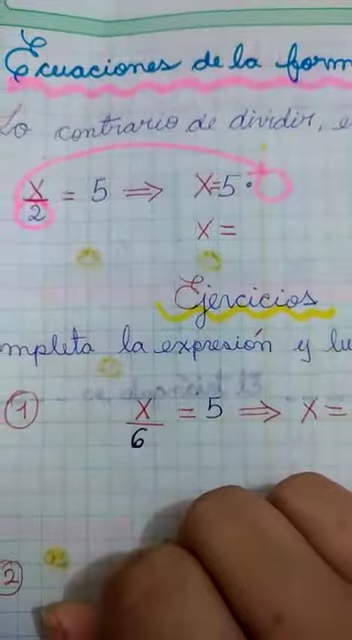 Ecuaciones de la form
Lo contrario de dividir, e
x/2 = 5 ⟹ x=5·
x =
Ejercicios
mpleta la expresión y lu
1 x/6 = 5 ⟹ x =
2